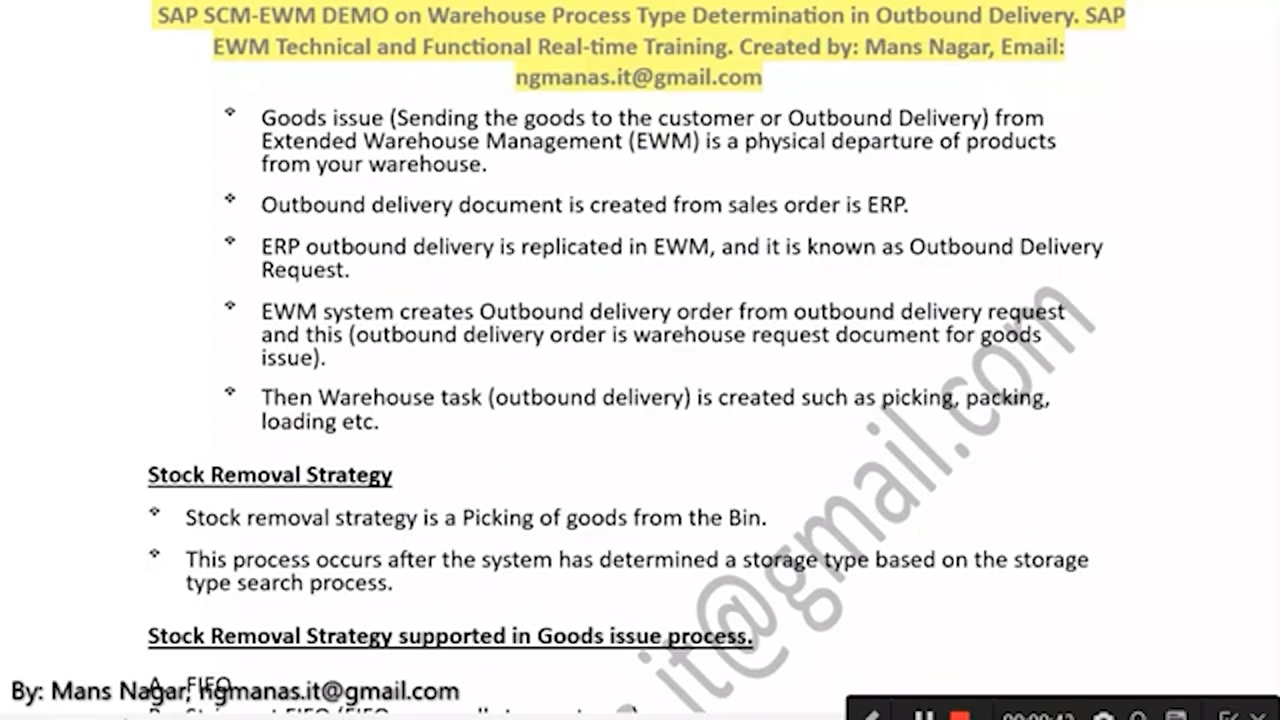 SAP SCM-EWM DEMO on Warehouse Process Type Determination in Outbound Delivery. SAP
EWM Technical and Functional Real-time Training. Created by: Mans Nagar, Email:
ngmanas.it@gmail.com
Goods issue (Sending the goods to the customer or Outbound Delivery) from
Extended Warehouse Management (EWM) is a physical departure of products
from your warehouse.
Outbound delivery document is created from sales order is ERP.
ERP outbound delivery is replicated in EWM, and it is known as Outbound Delivery
Request.
EWM system creates Outbound delivery order from outbound delivery request
and this (outbound delivery order is warehouse request document for goods
issue).
Then Warehouse task (outbound delivery) is created such as picking, packing,
loading etc.
Stock Removal Strategy
Stock removal strategy is a Picking of goods from the Bin.
This process occurs after the system has determined a storage type based on the storage
type search process.
Stock Removal Strategy supported in Goods issue process.
A. FIFO
By: Mans Nagar, ngmanas.it@gmail.com
it@gmail.com